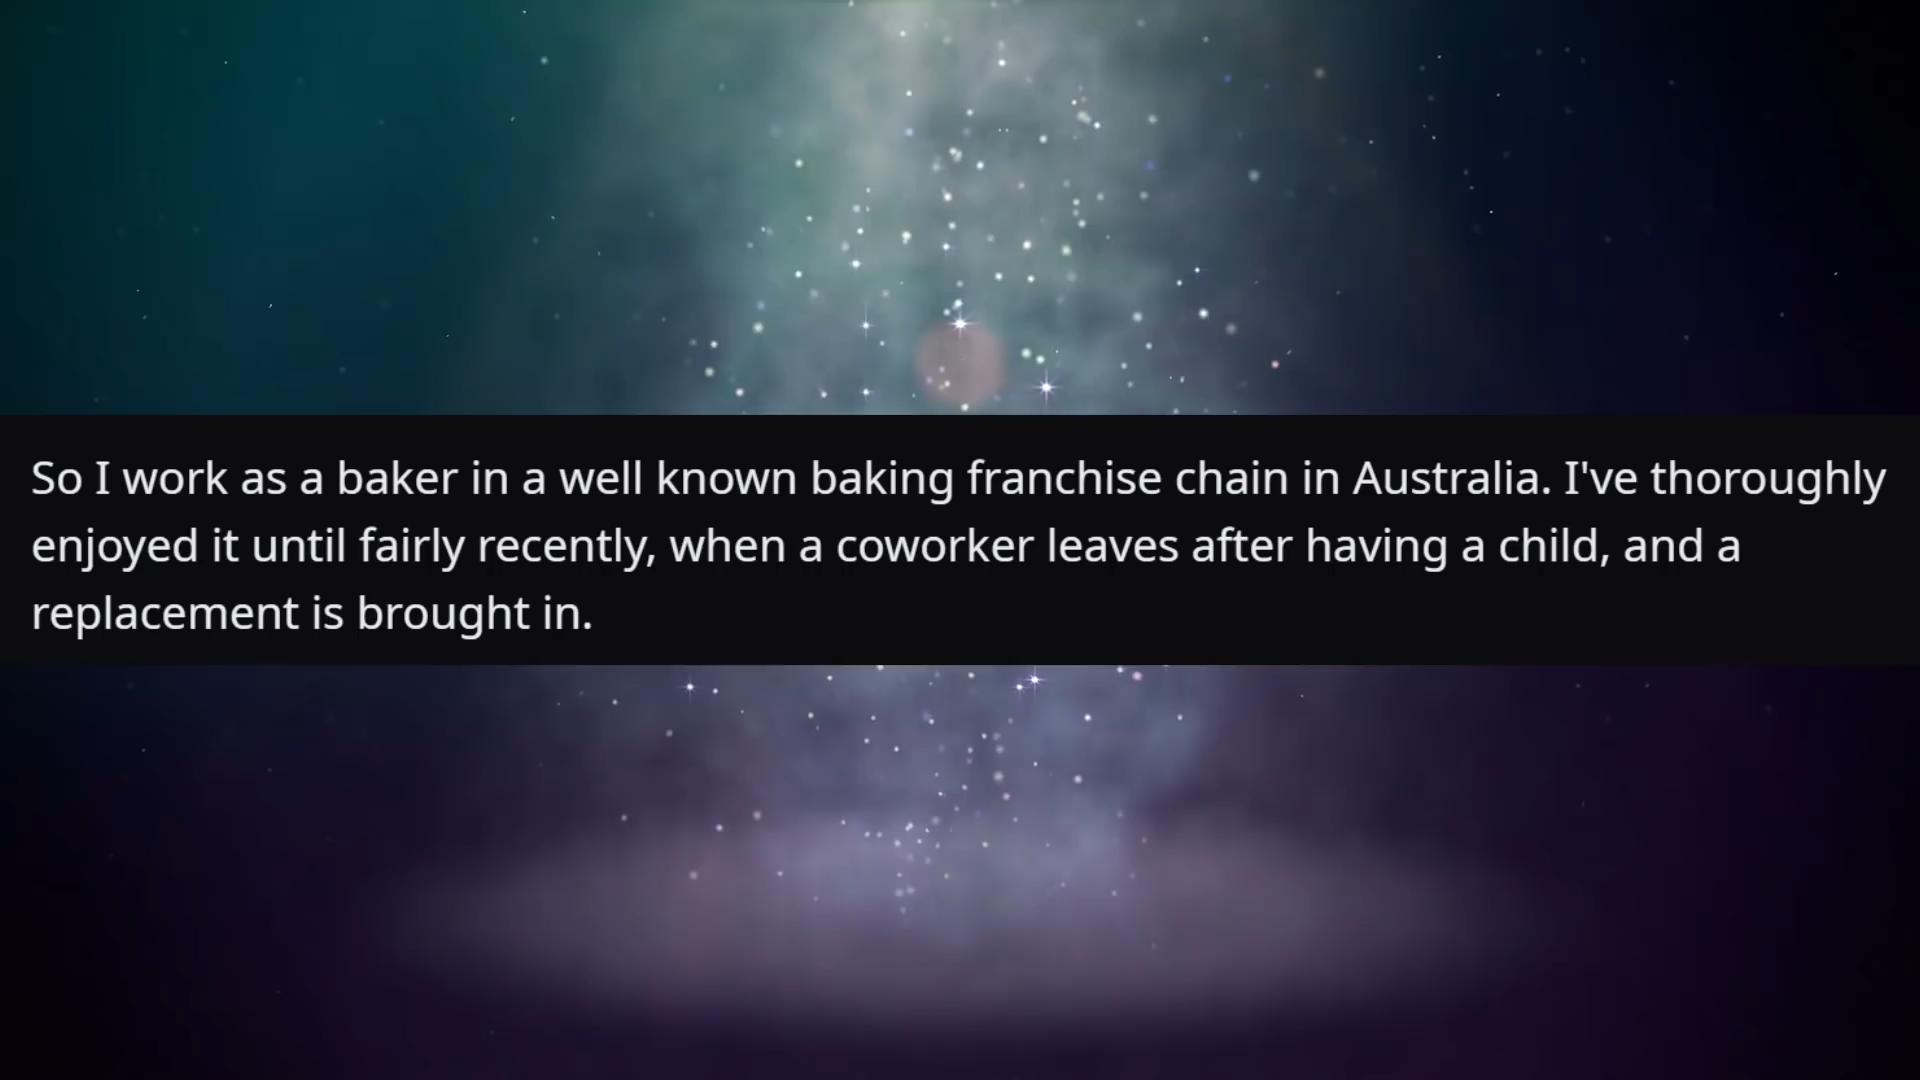 So I work as a baker in a well known baking franchise chain in Australia. I've thoroughly
enjoyed it until fairly recently, when a coworker leaves after having a child, and a
replacement is brought in.